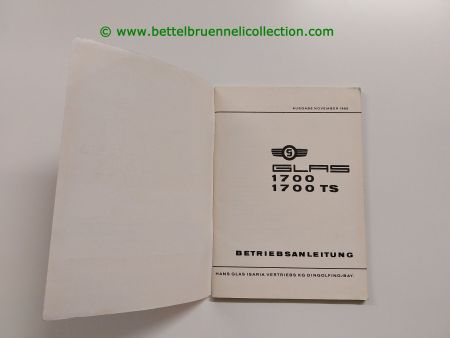 © www.bettelbruennelicollection.com
AUSGABE NOVEMBER 1965
GLAS
1700
1700 TS
BETRIEBSANLEITUNG
HANS GLAS ISARIA VERTRIEBS KG DINGOLFING/BAY.